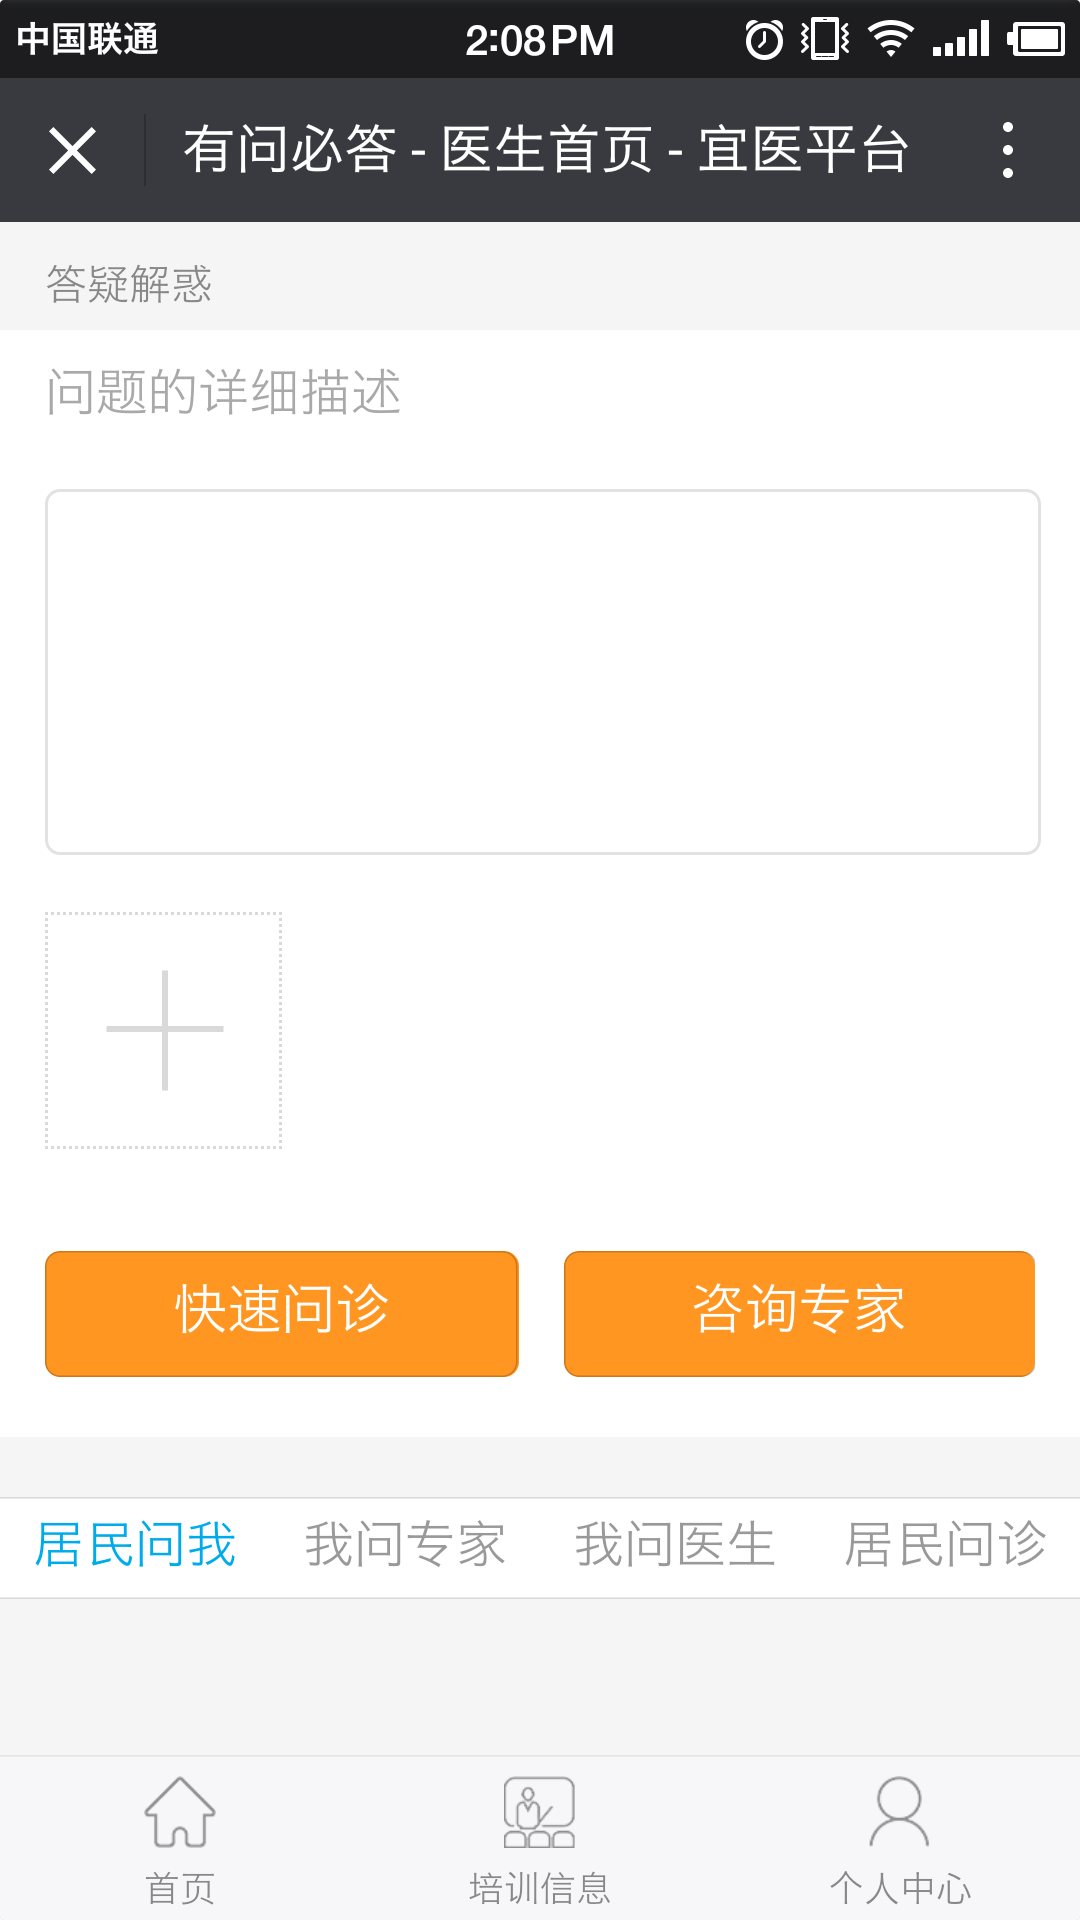 中国联通 2:08 PM
有问必答 - 医生首页 - 宜医平台
答疑解惑
问题的详细描述
快速问诊 咨询专家
居民问我 我问专家 我问医生 居民问诊
首页 培训信息 个人中心